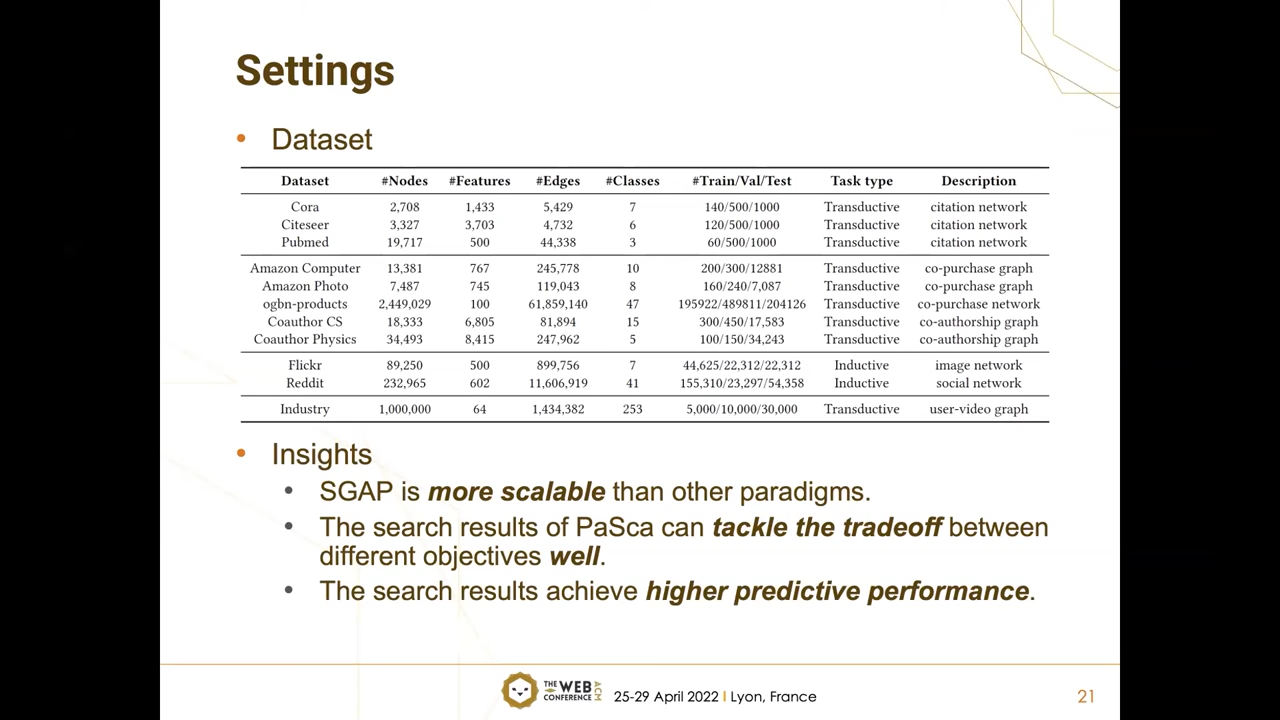 Settings
• Dataset
Dataset #Nodes #Features #Edges #Classes #Train/Val/Test Task type Description
Cora 2,708 1,433 5,429 7 140/500/1000 Transductive citation network
Citeseer 3,327 3,703 4,732 6 120/500/1000 Transductive citation network
Pubmed 19,717 500 44,338 3 60/500/1000 Transductive citation network
Amazon Computer 13,381 767 245,778 10 200/300/12881 Transductive co-purchase graph
Amazon Photo 7,487 745 119,043 8 160/240/7,087 Transductive co-purchase graph
ogbn-products 2,449,029 100 61,859,140 47 195922/489811/204126 Transductive co-purchase network
Coauthor CS 18,333 6,805 81,894 15 300/450/17,583 Transductive co-authorship graph
Coauthor Physics 34,493 8,415 247,962 5 100/150/34,243 Transductive co-authorship graph
Flickr 89,250 500 899,756 7 44,625/22,312/22,312 Inductive image network
Reddit 232,965 602 11,606,919 41 155,310/23,297/54,358 Inductive social network
Industry 1,000,000 64 1,434,382 253 5,000/10,000/30,000 Transductive user-video graph
• Insights
• SGAP is more scalable than other paradigms.
• The search results of PaSca can tackle the tradeoff between
different objectives well.
• The search results achieve higher predictive performance.
THE WEB CONFERENCE ACM 25-29 April 2022 I Lyon, France
21